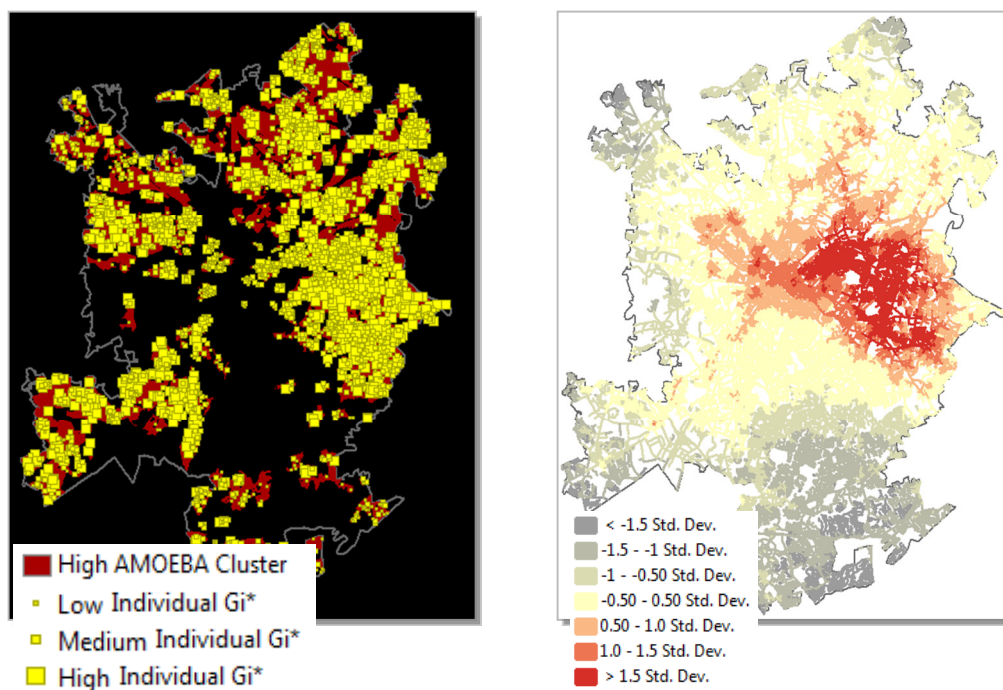 High AMOEBA Cluster
Low Individual Gi*
Medium Individual Gi*
High Individual Gi*
< -1.5 Std. Dev.
-1.5 - -1 Std. Dev.
-1 - -0.50 Std. Dev.
-0.50 - 0.50 Std. Dev.
0.50 - 1.0 Std. Dev.
1.0 - 1.5 Std. Dev.
> 1.5 Std. Dev.